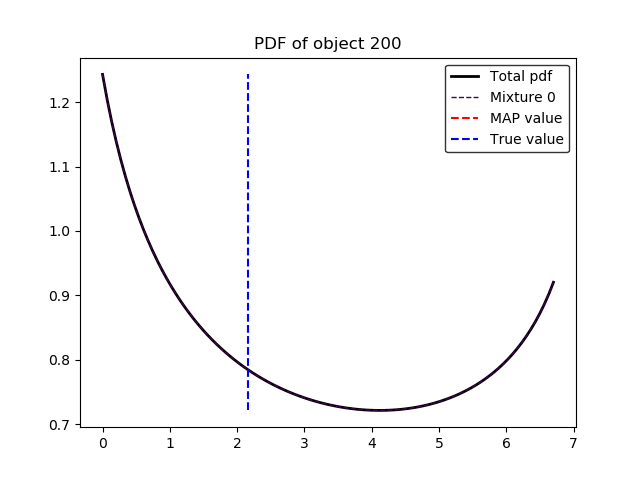 PDF of object 200
Total pdf
Mixture 0
MAP value
True value
1.2
1.1
1.0
0.9
0.8
0.7
0 1 2 3 4 5 6 7